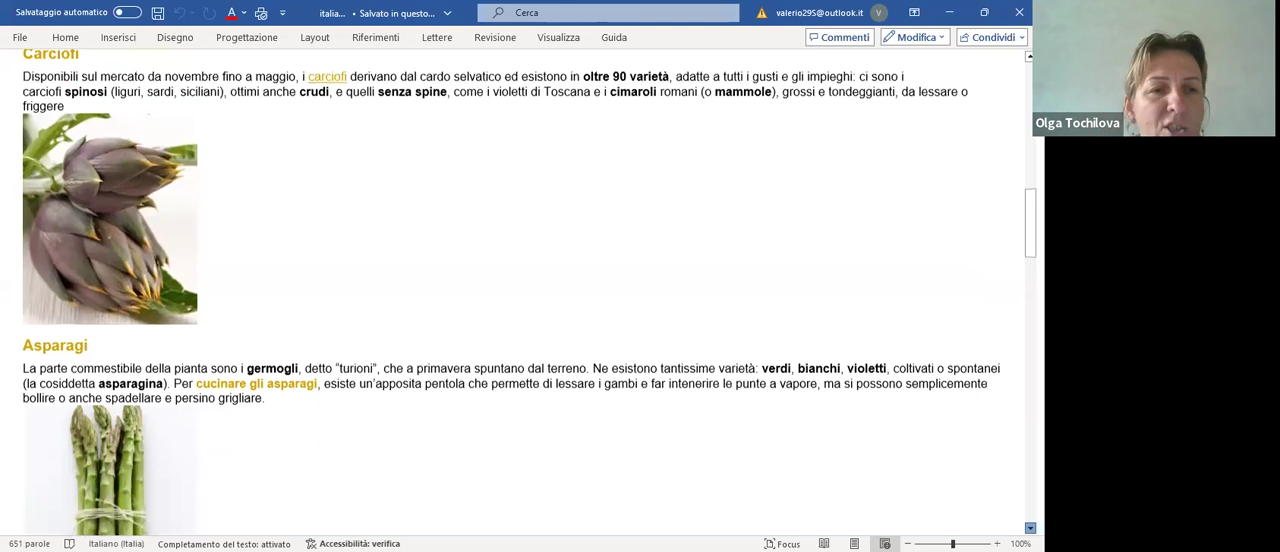 Salvataggio automatico
italia... • Salvato in questo...
Cerca
valerio295@outlook.it
V
File Home Inserisci Disegno Progettazione Layout Riferimenti Lettere Revisione Visualizza Guida
Commenti
Modifica
Condividi
Carciofi
Disponibili sul mercato da novembre fino a maggio, i carciofi derivano dal cardo selvatico ed esistono in oltre 90 varietà, adatte a tutti i gusti e gli impieghi: ci sono i
carciofi spinosi (liguri, sardi, siciliani), ottimi anche crudi, e quelli senza spine, come i violetti di Toscana e i cimaroli romani (o mammole), grossi e tondeggianti, da lessare o
friggere
Asparagi
La parte commestibile della pianta sono i germogli, detto “turioni”, che a primavera spuntano dal terreno. Ne esistono tantissime varietà: verdi, bianchi, violetti, coltivati o spontanei
(la cosiddetta asparagina). Per cucinare gli asparagi, esiste un’apposita pentola che permette di lessare i gambi e far intenerire le punte a vapore, ma si possono semplicemente
bollire o anche spadellare e persino grigliare.
651 parole
Italiano (Italia)
Completamento del testo: attivato
Accessibilità: verifica
Focus
100%
Olga Tochilova